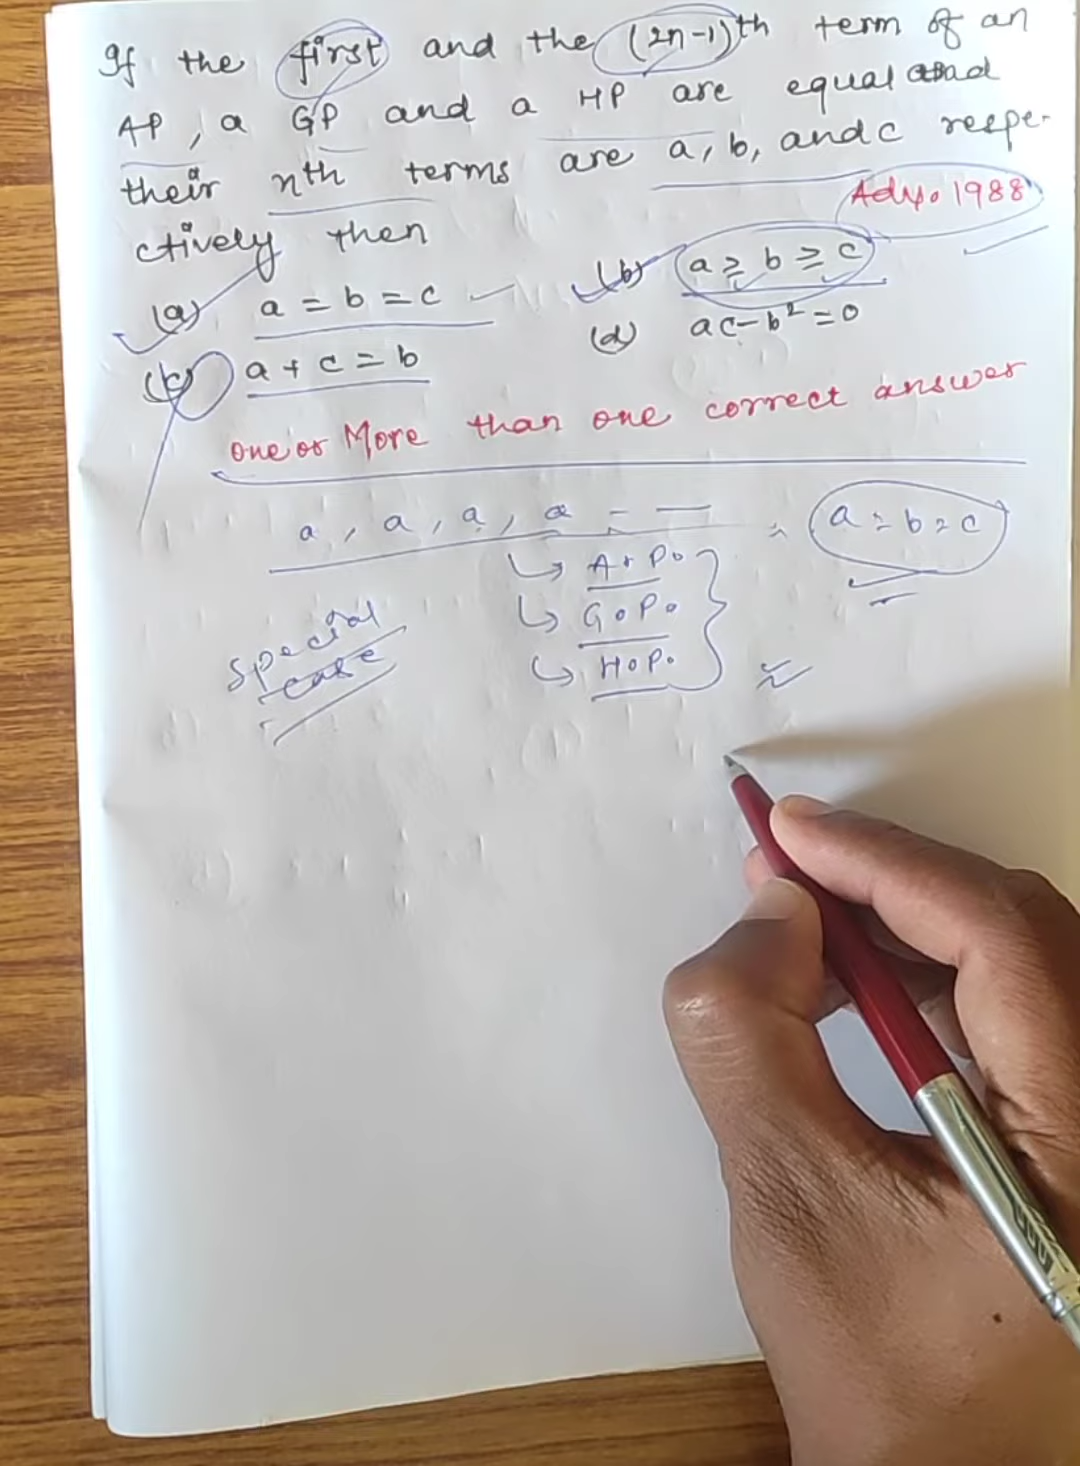 If the first and the (2n-1)th term of an
AP, a GP and a HP are equal and
their nth terms are a, b, and c respe-
ctively then
Adv. 1988
(a) a = b = c (b) a ≥ b ≥ c
(c) a + c = b (d) ac - b² = 0
one or More than one correct answer
a, a, a, a - — a = b = c
↳ A.P.
↳ G.P.
↳ H.P.
special
case